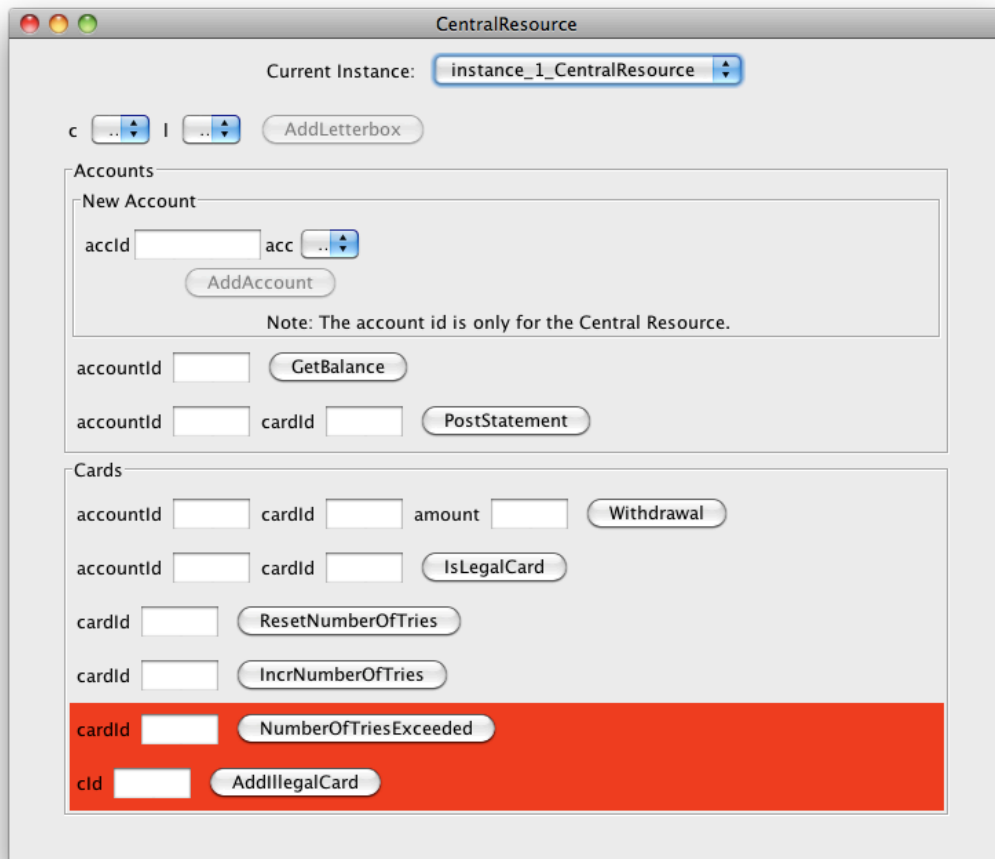 CentralResource
Current Instance: instance_1_CentralResource
c .. l .. AddLetterbox
Accounts
New Account
accId acc ..
AddAccount
Note: The account id is only for the Central Resource.
accountId GetBalance
accountId cardId PostStatement
Cards
accountId cardId amount Withdrawal
accountId cardId IsLegalCard
cardId ResetNumberOfTries
cardId IncrNumberOfTries
cardId NumberOfTriesExceeded
cId AddIllegalCard